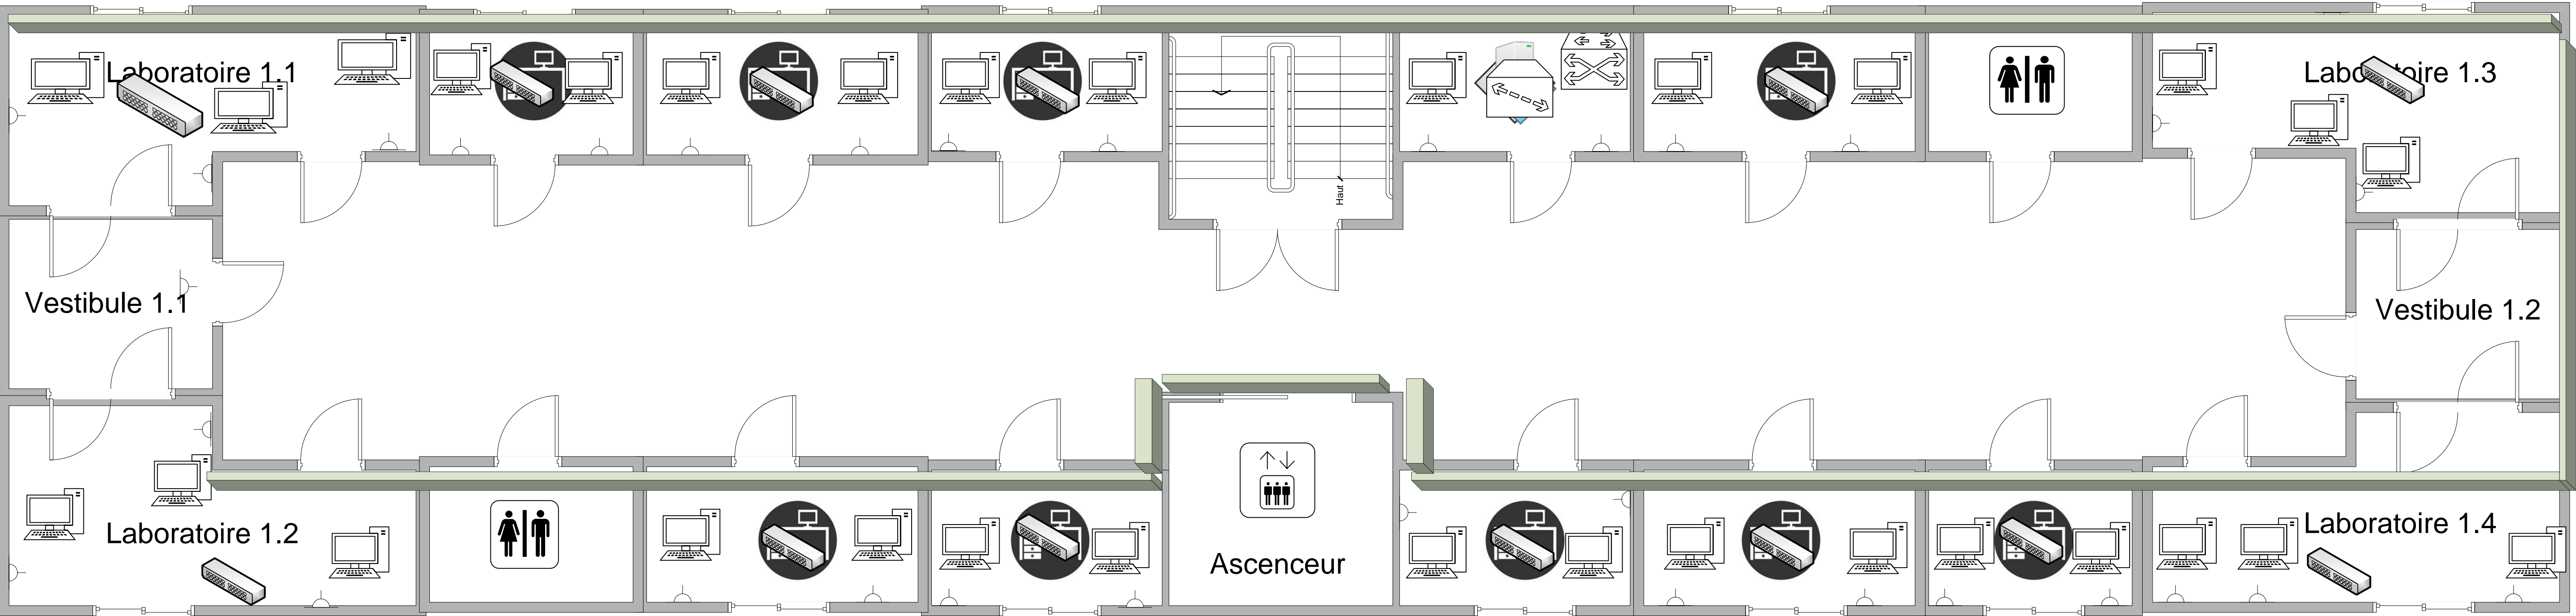 Laboratoire 1.1
Laboratoire 1.3
Haut
Vestibule 1.1
Vestibule 1.2
Laboratoire 1.2
Ascenceur
Laboratoire 1.4